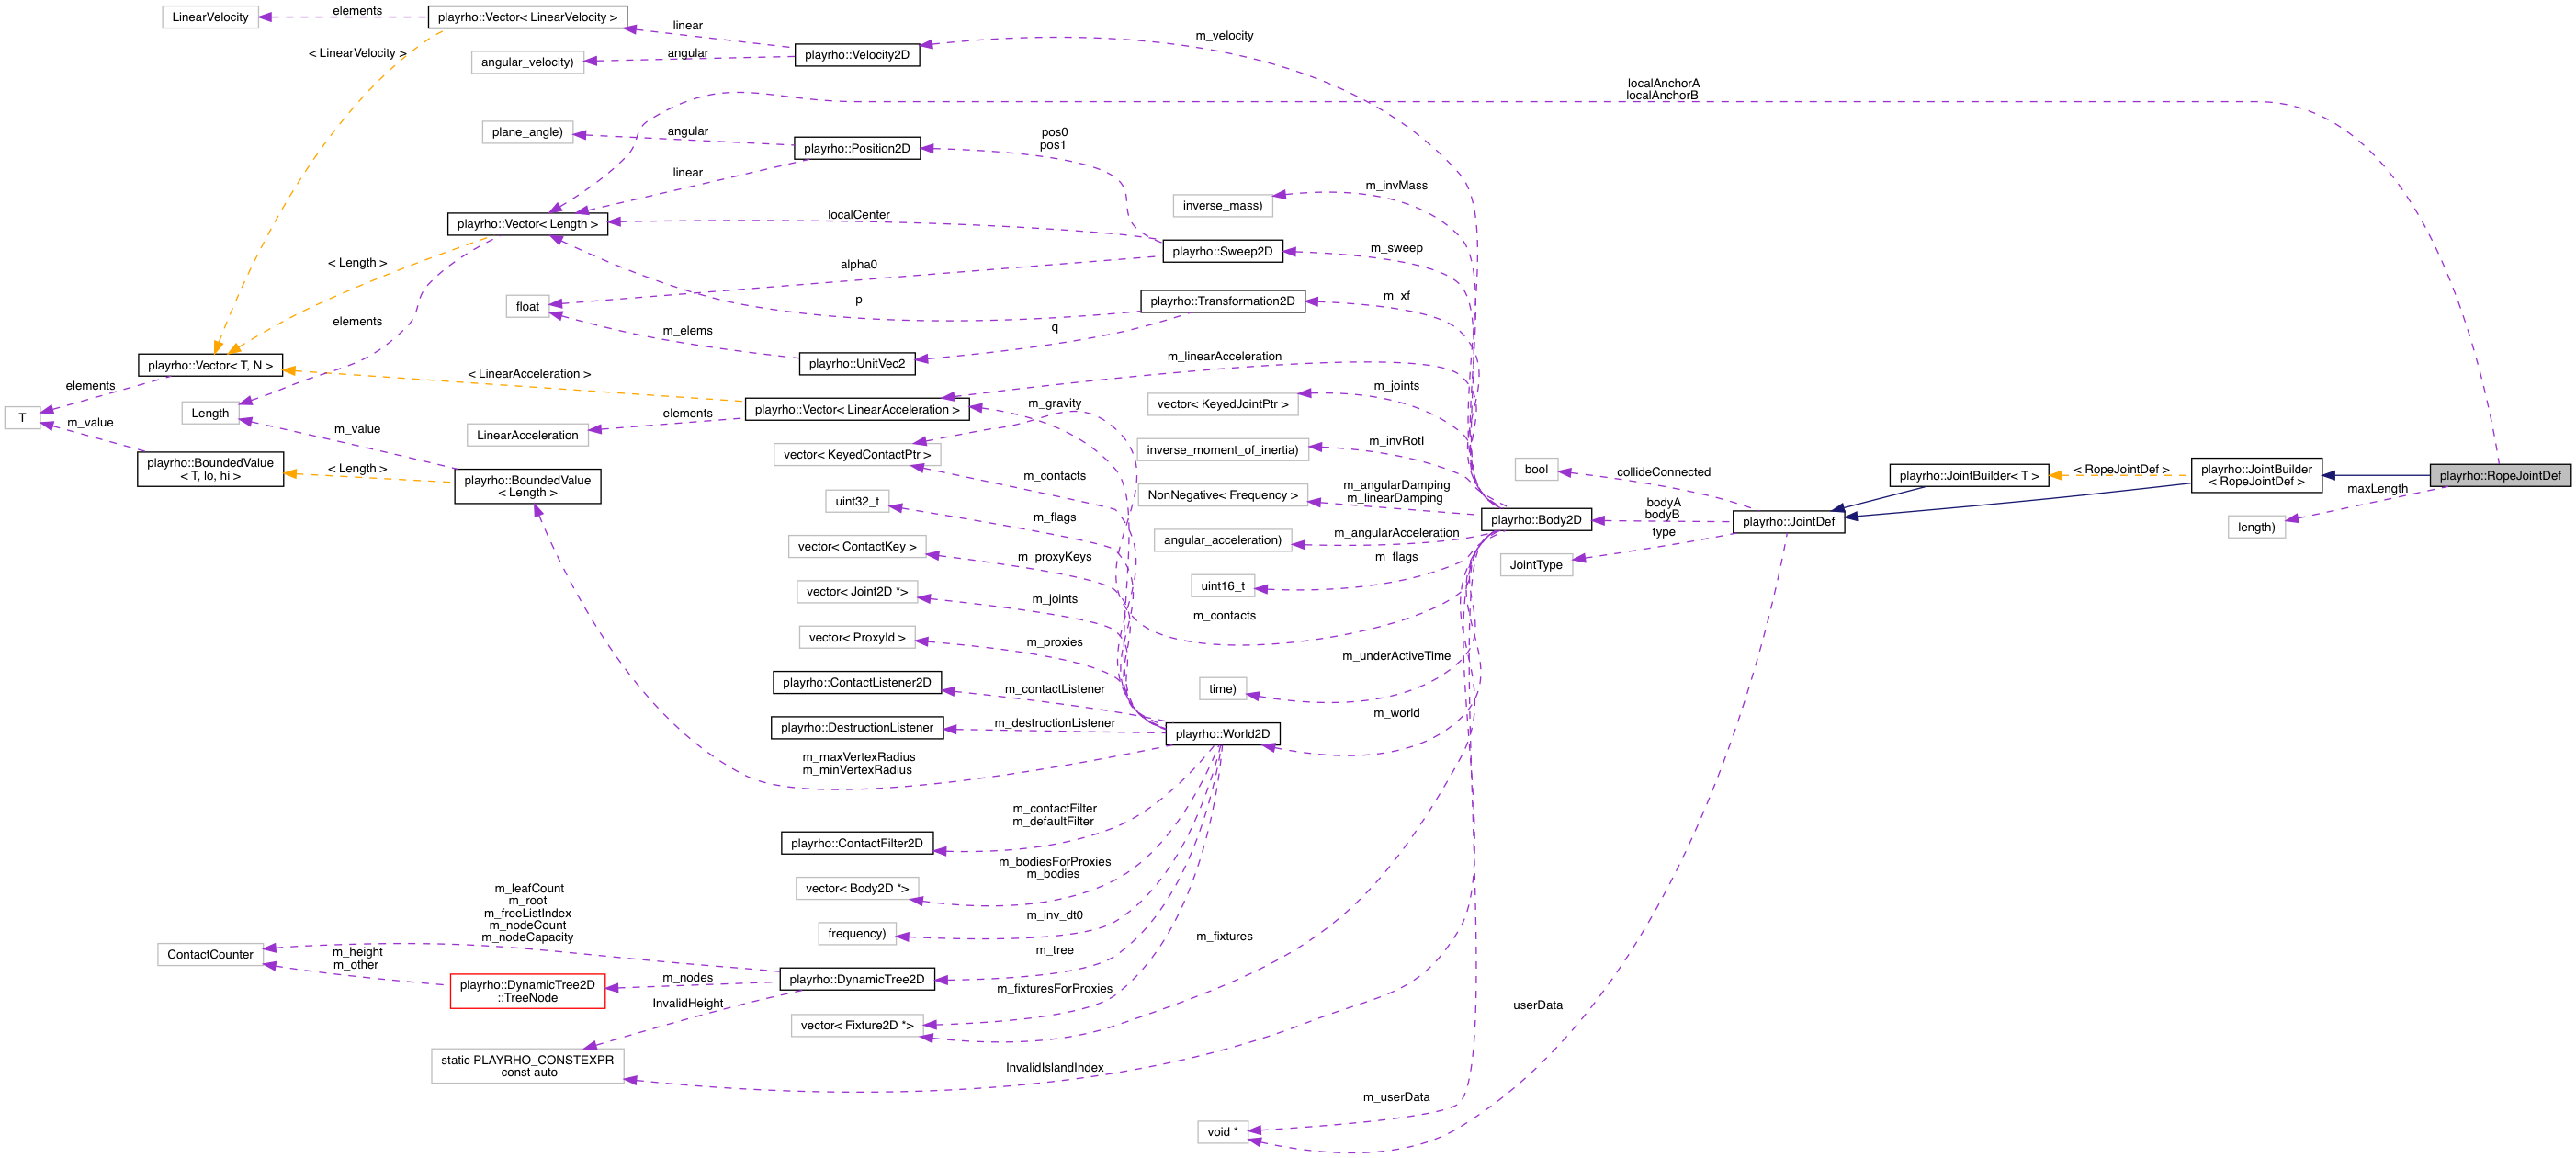 LinearVelocity
elements
playrho::Vector< LinearVelocity >
linear
m_velocity
< LinearVelocity >
angular_velocity)
angular
playrho::Velocity2D
localAnchorA
localAnchorB
plane_angle)
angular
playrho::Position2D
pos0
pos1
linear
inverse_mass)
m_invMass
playrho::Vector< Length >
localCenter
playrho::Sweep2D
m_sweep
< Length >
alpha0
float
p
playrho::Transformation2D
m_xf
elements
m_elems
q
playrho::UnitVec2
playrho::Vector< T, N >
m_linearAcceleration
< LinearAcceleration >
elements
T
Length
playrho::Vector< LinearAcceleration >
m_gravity
vector< KeyedJointPtr >
m_joints
elements
m_value
m_value
LinearAcceleration
vector< KeyedContactPtr >
inverse_moment_of_inertia)
m_invRotI
playrho::BoundedValue
< T, lo, hi >
< Length >
playrho::BoundedValue
< Length >
m_contacts
uint32_t
m_flags
NonNegative< Frequency >
m_angularDamping
m_linearDamping
bool
collideConnected
playrho::JointBuilder< T >
< RopeJointDef >
playrho::JointBuilder
< RopeJointDef >
playrho::RopeJointDef
maxLength
length)
bodyA
bodyB
playrho::Body2D
playrho::JointDef
type
JointType
vector< ContactKey >
m_proxyKeys
angular_acceleration)
m_angularAcceleration
m_flags
uint16_t
vector< Joint2D *>
m_joints
m_contacts
vector< ProxyId >
m_proxies
m_underActiveTime
time)
playrho::ContactListener2D
m_contactListener
playrho::DestructionListener
m_destructionListener
playrho::World2D
m_world
m_maxVertexRadius
m_minVertexRadius
m_contactFilter
m_defaultFilter
playrho::ContactFilter2D
m_bodiesForProxies
m_bodies
vector< Body2D *>
m_leafCount
m_root
m_freeListIndex
m_nodeCount
m_nodeCapacity
m_inv_dt0
frequency)
m_fixtures
ContactCounter
m_height
m_other
m_tree
playrho::DynamicTree2D
::TreeNode
m_nodes
playrho::DynamicTree2D
m_fixturesForProxies
InvalidHeight
vector< Fixture2D *>
userData
static PLAYRHO_CONSTEXPR
const auto
InvalidIslandIndex
m_userData
void *